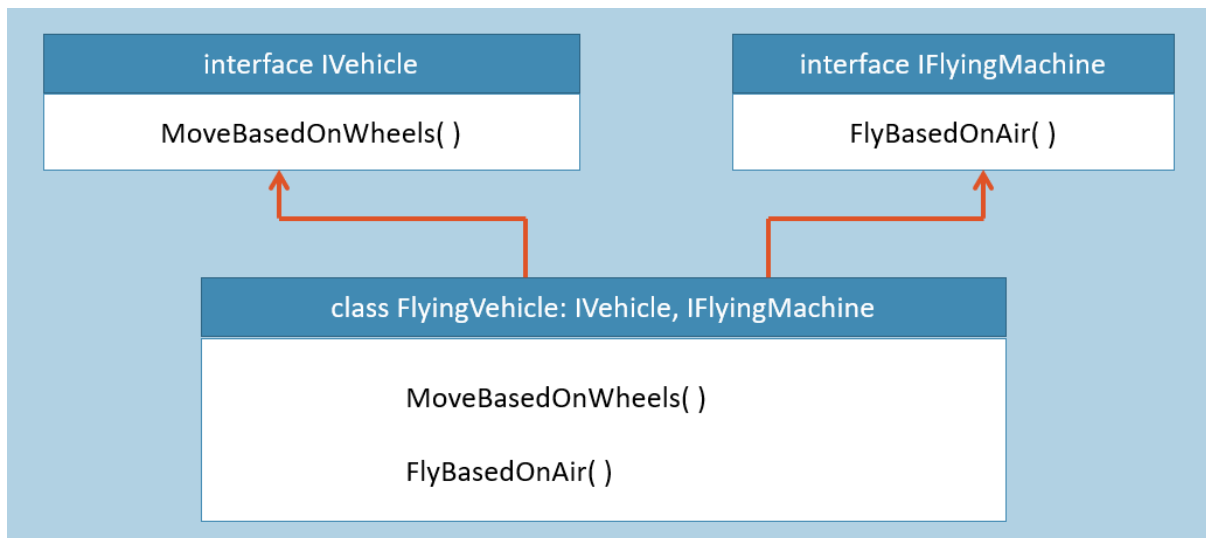 interface IVehicle
MoveBasedOnWheels( )
interface IFlyingMachine
FlyBasedOnAir( )
class FlyingVehicle: IVehicle, IFlyingMachine
MoveBasedOnWheels( )
FlyBasedOnAir( )